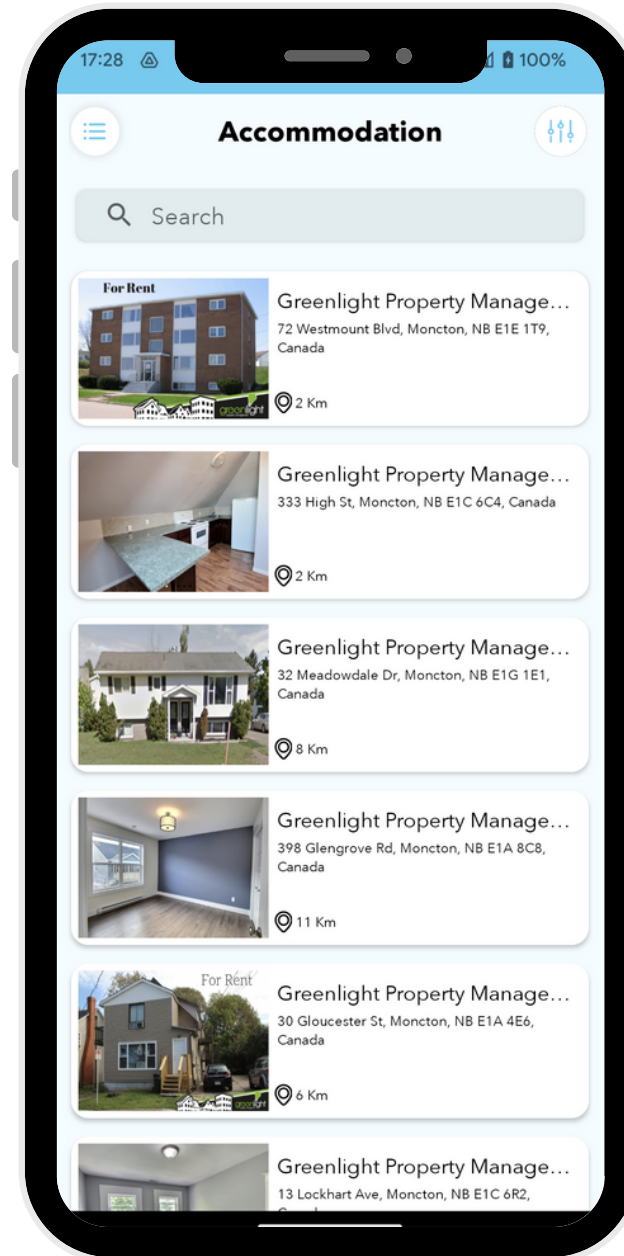 17:28
100%
Accommodation
Search
For Rent
greenlight
Greenlight Property Manage...
72 Westmount Blvd, Moncton, NB E1E 1T9,
Canada
2 Km
Greenlight Property Manage...
333 High St, Moncton, NB E1C 6C4, Canada
2 Km
Greenlight Property Manage...
32 Meadowdale Dr, Moncton, NB E1G 1E1,
Canada
8 Km
Greenlight Property Manage...
398 Glengrove Rd, Moncton, NB E1A 8C8,
Canada
11 Km
For Rent
greenlight
Greenlight Property Manage...
30 Gloucester St, Moncton, NB E1A 4E6,
Canada
6 Km
Greenlight Property Manage...
13 Lockhart Ave, Moncton, NB E1C 6R2,